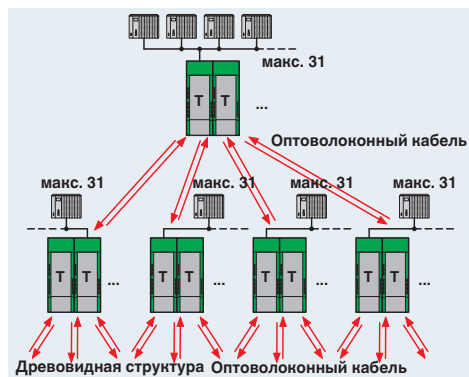 макс. 31
Т Т ...
Оптоволоконный кабель
макс. 31 макс. 31 макс. 31 макс. 31
Т Т ... Т Т ... Т Т ... Т Т ...
Древовидная структура Оптоволоконный кабель